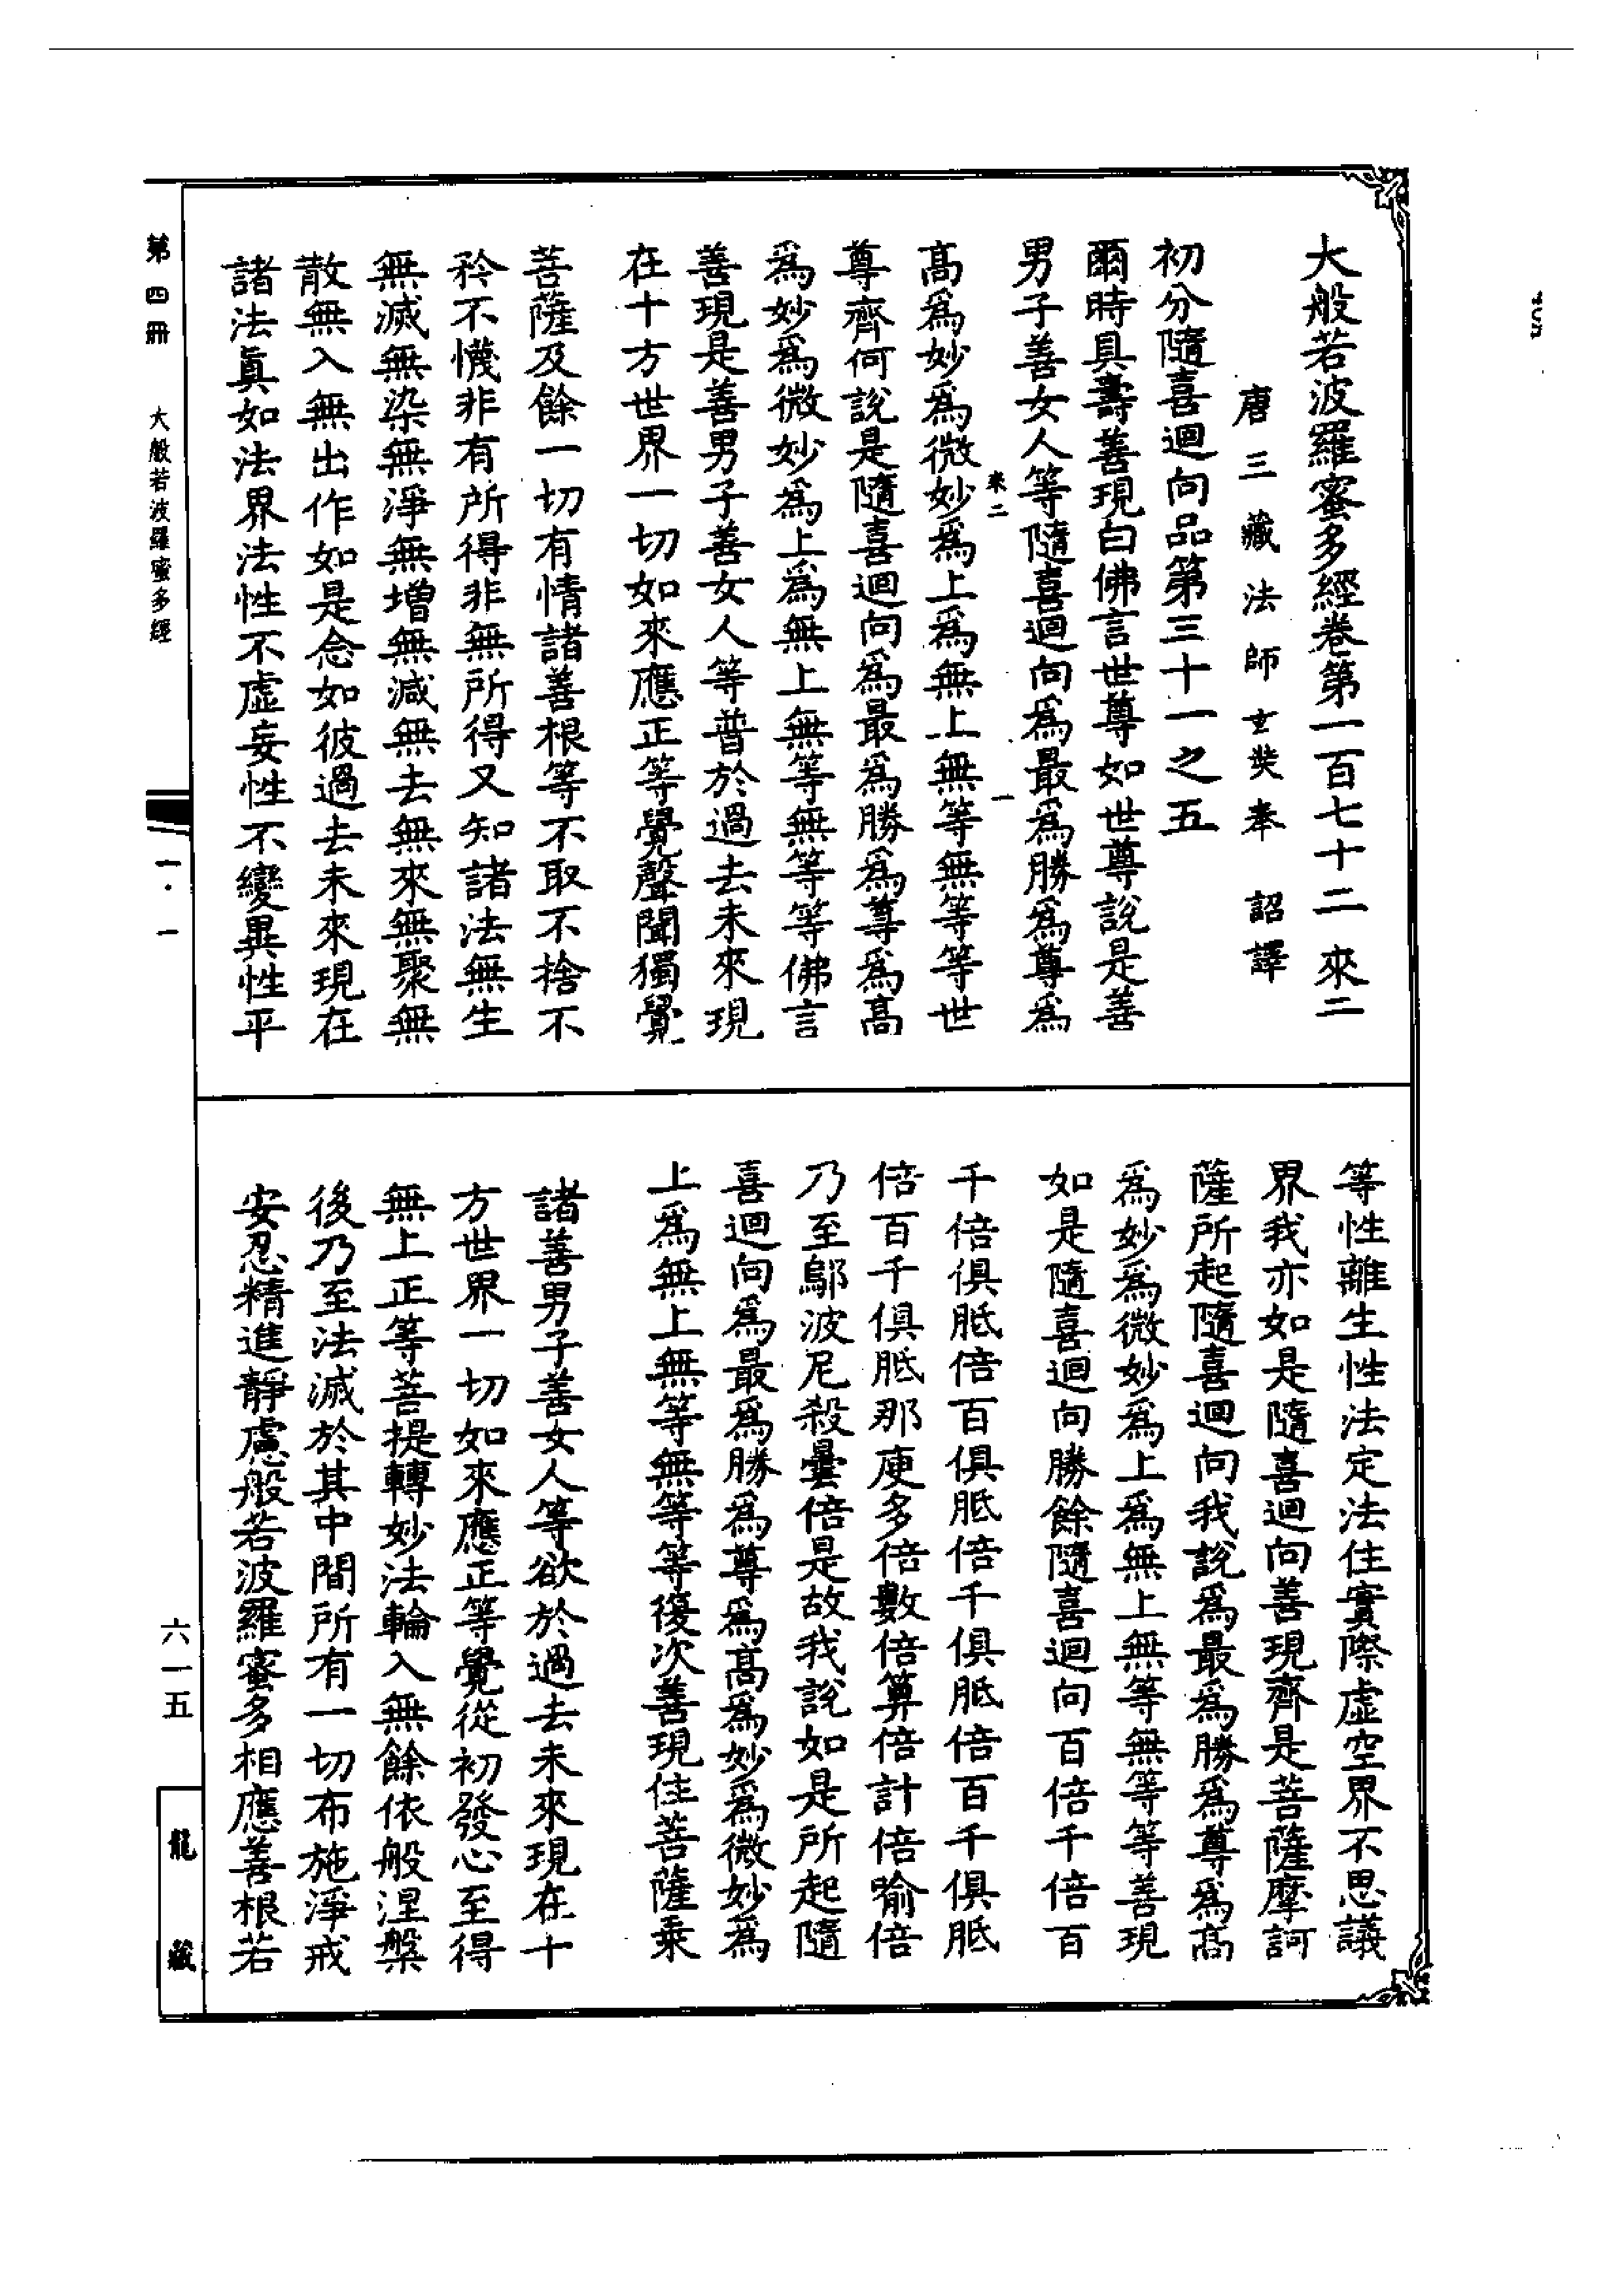 大般若波羅蜜多經卷第一百七十二 來二
唐三藏法師玄奘奉 詔譯
初分隨喜迴向品第三十一之五
爾時具壽善現白佛言世尊如世尊說是善
男子善女人等隨喜迴向爲最爲勝爲尊爲
來二 一
高爲妙爲微妙爲上爲無上無等無等等世
尊齊何說是隨喜迴向爲最爲勝爲尊爲高
爲妙爲微妙爲上爲無上無等無等等佛言
善現是善男子善女人等普於過去未來現
在十方世界一切如來應正等覺聲聞獨覺
菩薩及餘一切有情諸善根等不取不捨不
矜不懱非有所得非無所得又知諸法無生
無滅無染無淨無增無減無去無來無聚無
散無入無出作如是念如彼過去未來現在
諸法真如法界法性不虛妄性不變異性平
等性離生性法定法住實際虛空界不思議
界我亦如是隨喜迴向善現齊是菩薩摩訶
薩所起隨喜迴向我說爲最爲勝爲尊爲高
爲妙爲微妙爲上爲無上無等無等等善現
如是隨喜迴向勝餘隨喜迴向百倍千倍百
千倍俱胝倍百俱胝倍千俱胝倍百千俱胝
倍百千俱胝那庾多倍數倍算倍計倍喻倍
乃至鄔波尼殺曇倍是故我說如是所起隨
喜迴向爲最爲勝爲尊爲高爲妙爲微妙爲
上爲無上無等無等等復次善現住菩薩乘
諸善男子善女人等欲於過去未來現在十
方世界一切如來應正等覺從初發心至得
無上正等菩提轉妙法輪入無餘依般涅槃
後乃至法滅於其中間所有一切布施淨戒
安忍精進靜慮般若波羅蜜多相應善根若
第四冊 大般若波羅蜜多經
一·一
六一五
龍藏